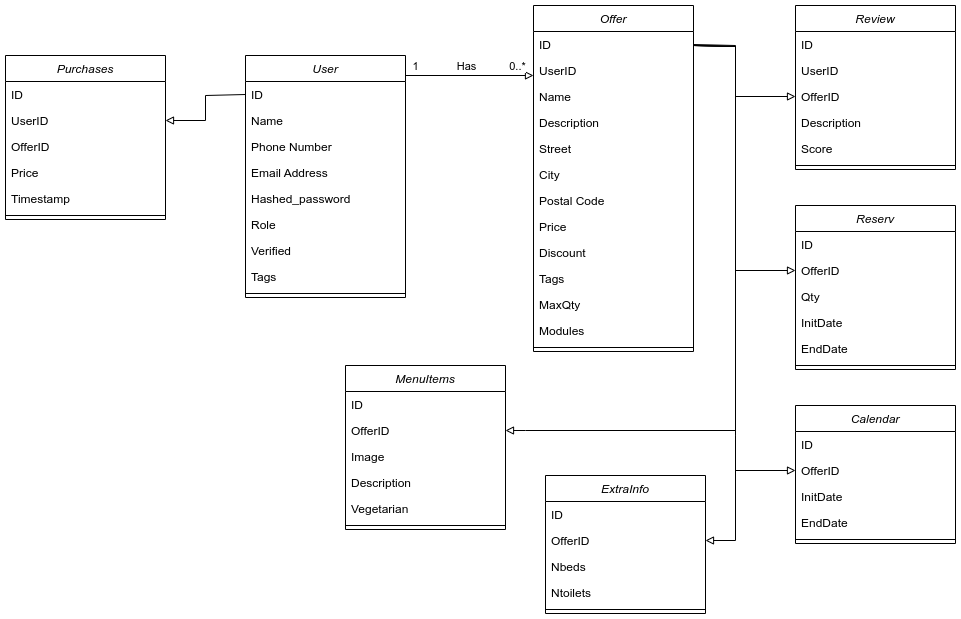 Purchases
ID
UserID
OfferID
Price
Timestamp
User
ID
Name
Phone Number
Email Address
Hashed_password
Role
Verified
Tags
1 Has 0..*
Offer
ID
UserID
Name
Description
Street
City
Postal Code
Price
Discount
Tags
MaxQty
Modules
Review
ID
UserID
OfferID
Description
Score
Reserv
ID
OfferID
Qty
InitDate
EndDate
MenuItems
ID
OfferID
Image
Description
Vegetarian
ExtraInfo
ID
OfferID
Nbeds
Ntoilets
Calendar
ID
OfferID
InitDate
EndDate